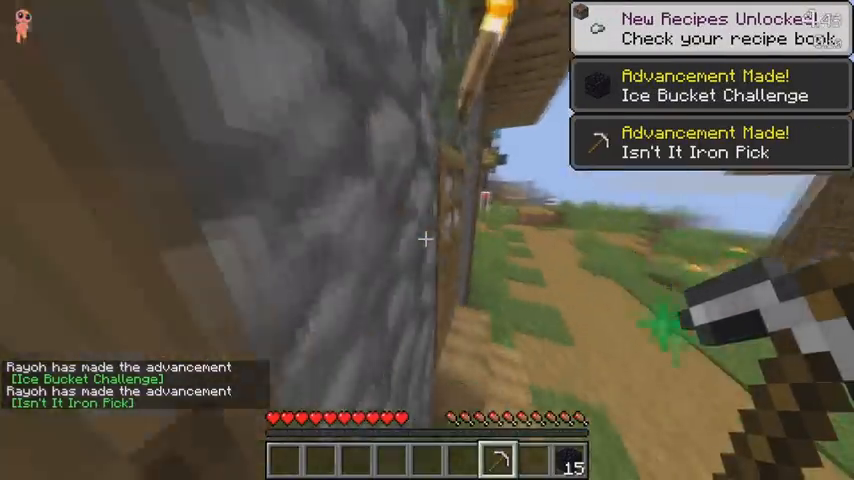 New Recipes Unlocked!
Check your recipe book
Advancement Made!
Ice Bucket Challenge
Advancement Made!
Isn't It Iron Pick
Rayoh has made the advancement
[Ice Bucket Challenge]
Rayoh has made the advancement
[Isn't It Iron Pick]
15